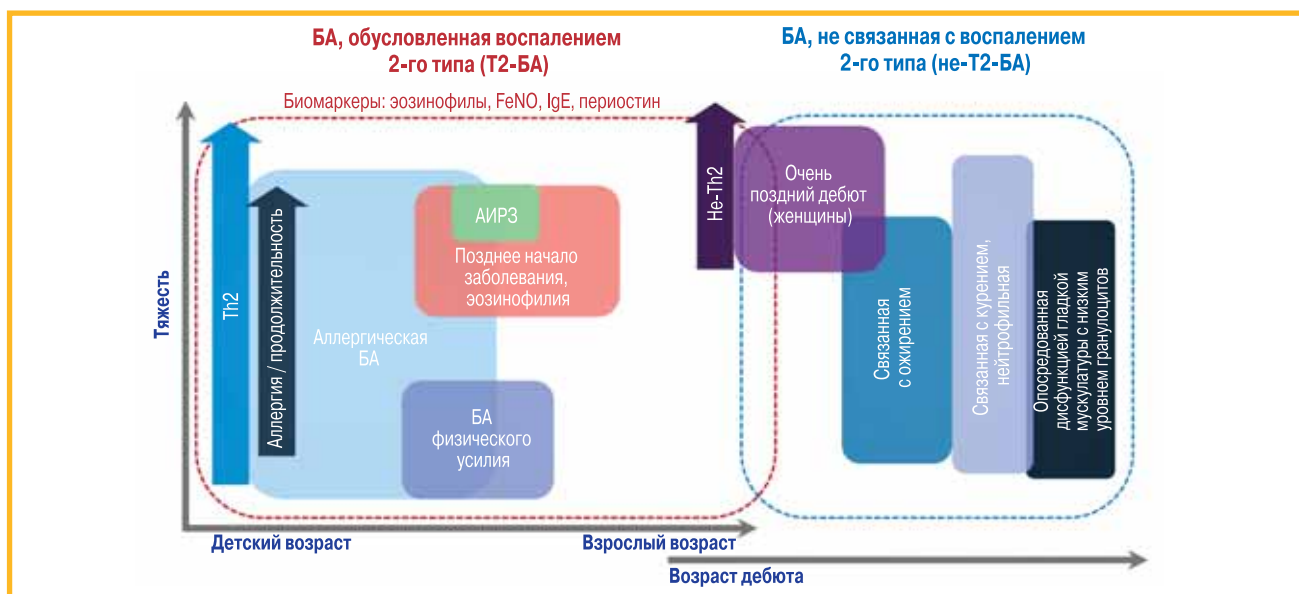 БА, обусловленная воспалением
2-го типа (Т2-БА)
БА, не связанная с воспалением
2-го типа (не-Т2-БА)
Биомаркеры: эозинофилы, FeNO, IgE, периостин
Тяжесть
Th2
Аллергия / продолжительность
Аллергическая
БА
АИРЗ
Позднее начало
заболевания,
эозинофилия
БА
физического
усилия
Не-Th2
Очень
поздний дебют
(женщины)
Связанная
с ожирением
Связанная с курением,
нейтрофильная
Опосредованная
дисфункцией гладкой
мускулатуры с низким
уровнем гранулоцитов
Детский возраст
Взрослый возраст
Возраст дебюта